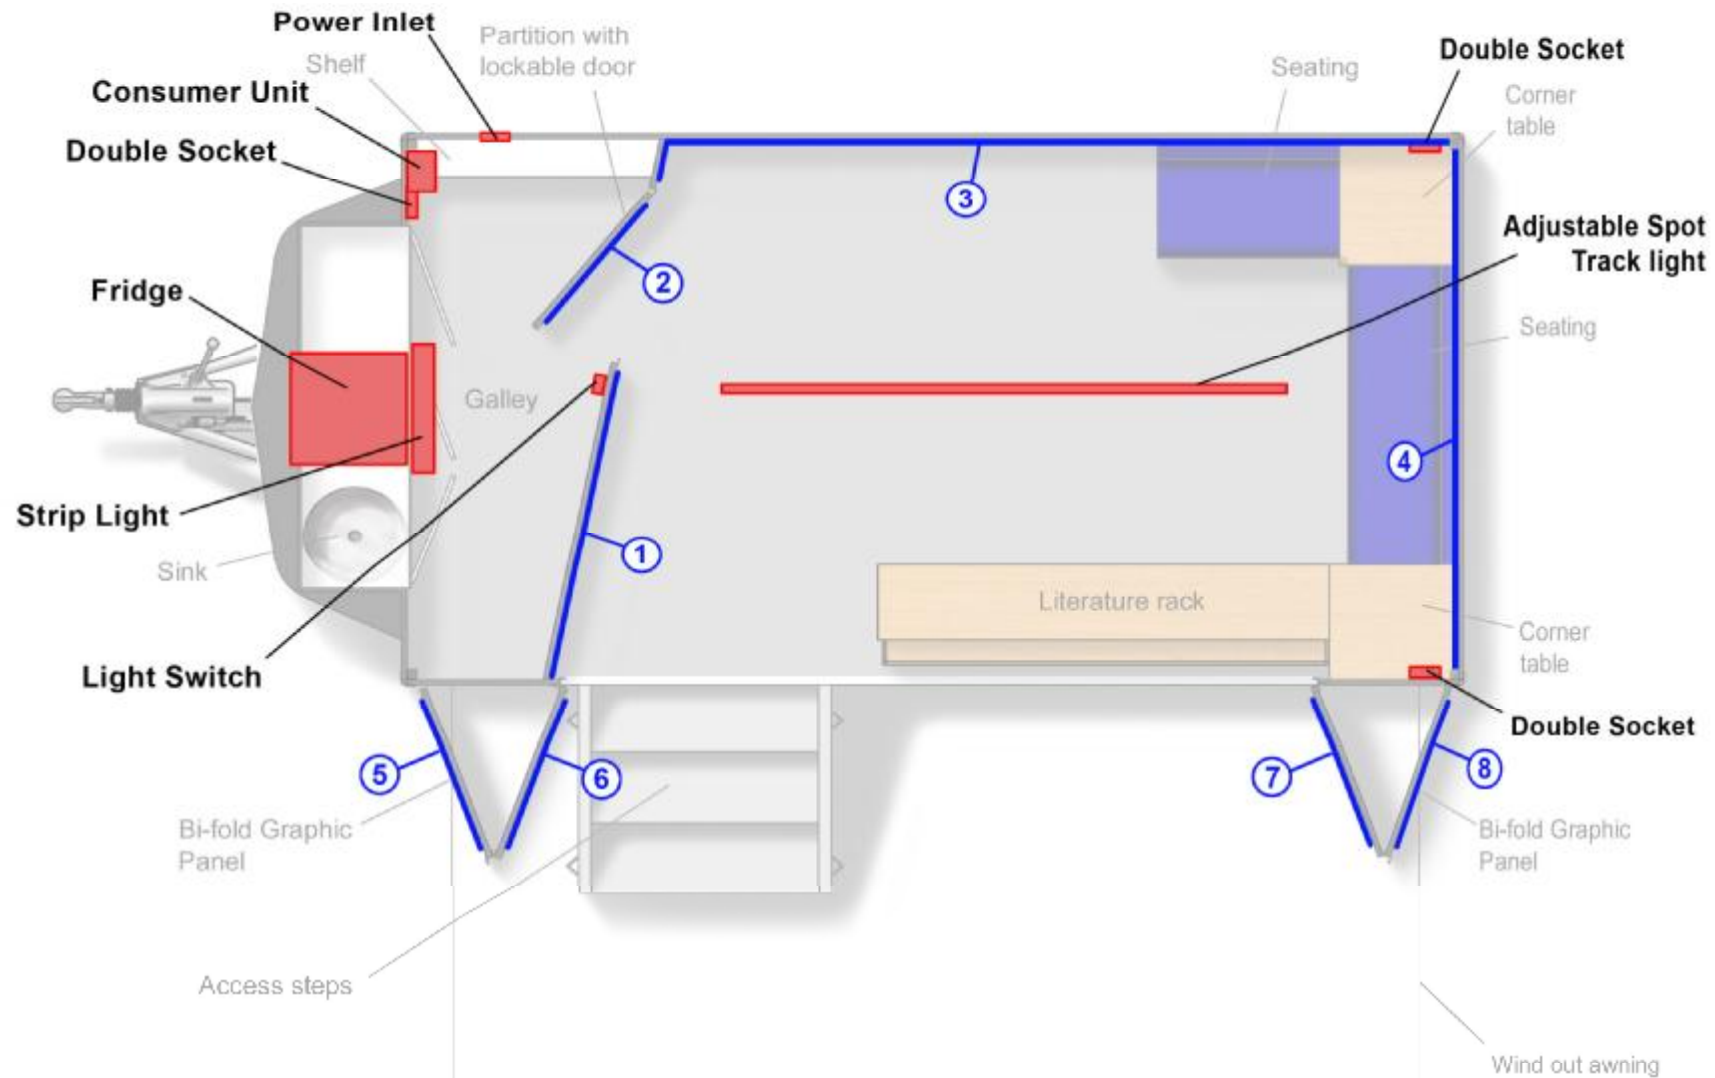 Power Inlet
Partition with
lockable door
Shelf
Consumer Unit
Double Socket
Double Socket
Seating
Corner
table
3
Adjustable Spot
Track light
2
Fridge
Seating
Galley
4
Strip Light
1
Sink
Literature rack
Corner
table
Light Switch
Double Socket
5
6
7
8
Bi-fold Graphic
Panel
Bi-fold Graphic
Panel
Access steps
Wind out awning